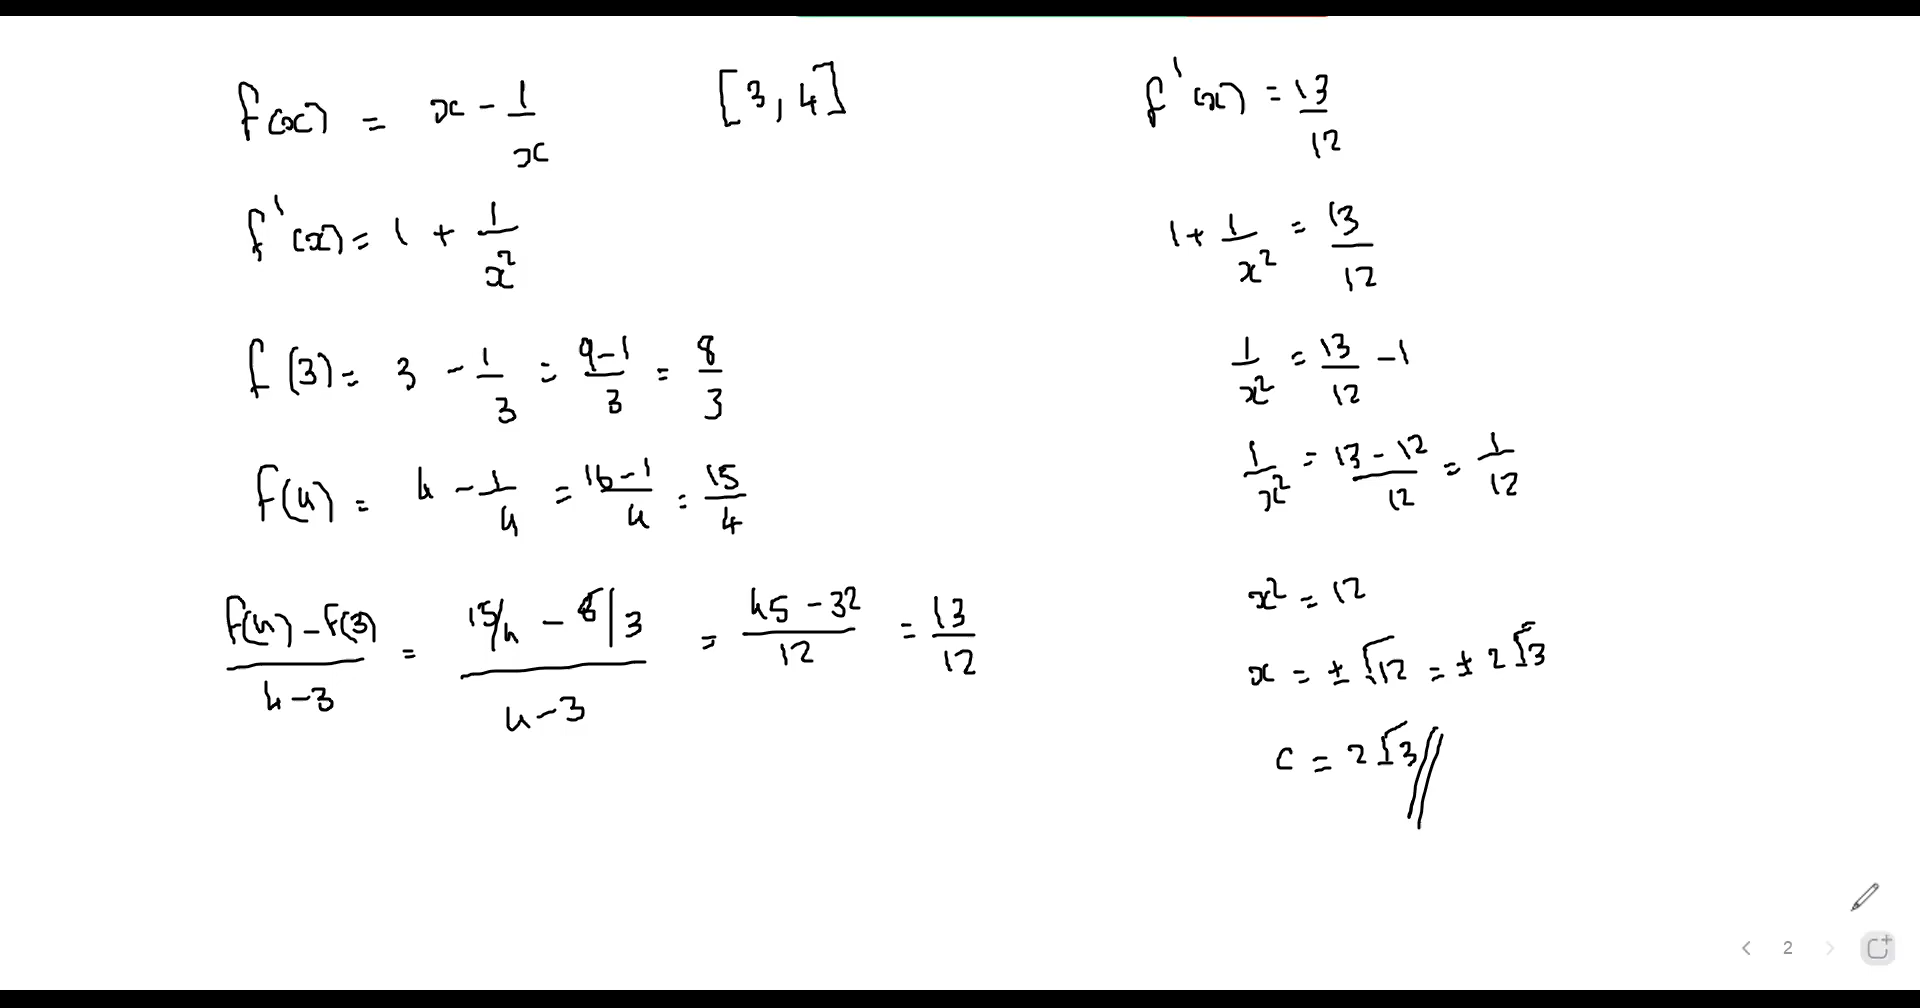 f(x) = x - 1/x [3, 4]
f'(x) = 1 + 1/x²
f(3) = 3 - 1/3 = (9-1)/3 = 8/3
f(4) = 4 - 1/4 = (16-1)/4 = 15/4
(f(4) - f(3))/(4-3) = (15/4 - 8/3)/(4-3) = (45-32)/12 = 13/12
f'(x) = 13/12
1 + 1/x² = 13/12
1/x² = 13/12 - 1
1/x² = (13-12)/12 = 1/12
x² = 12
x = ± √12 = ± 2√3
c = 2√3 //
2